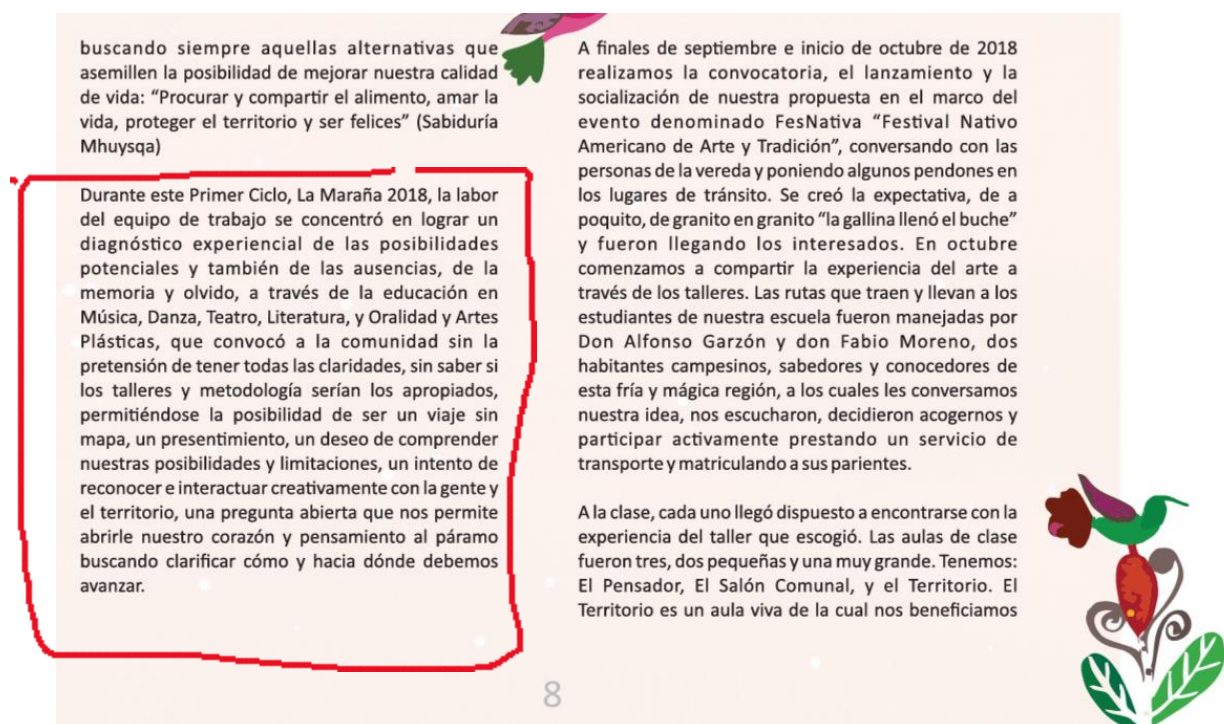 buscando siempre aquellas alternativas que
asemillen la posibilidad de mejorar nuestra calidad
de vida: “Procurar y compartir el alimento, amar la
vida, proteger el territorio y ser felices” (Sabiduría
Mhuysqa)
Durante este Primer Ciclo, La Maraña 2018, la labor
del equipo de trabajo se concentró en lograr un
diagnóstico experiencial de las posibilidades
potenciales y también de las ausencias, de la
memoria y olvido, a través de la educación en
Música, Danza, Teatro, Literatura, y Oralidad y Artes
Plásticas, que convocó a la comunidad sin la
pretensión de tener todas las claridades, sin saber si
los talleres y metodología serían los apropiados,
permitiéndose la posibilidad de ser un viaje sin
mapa, un presentimiento, un deseo de comprender
nuestras posibilidades y limitaciones, un intento de
reconocer e interactuar creativamente con la gente y
el territorio, una pregunta abierta que nos permite
abrirle nuestro corazón y pensamiento al páramo
buscando clarificar cómo y hacia dónde debemos
avanzar.
A finales de septiembre e inicio de octubre de 2018
realizamos la convocatoria, el lanzamiento y la
socialización de nuestra propuesta en el marco del
evento denominado FesNativa “Festival Nativo
Americano de Arte y Tradición”, conversando con las
personas de la vereda y poniendo algunos pendones en
los lugares de tránsito. Se creó la expectativa, de a
poquito, de granito en granito “la gallina llenó el buche”
y fueron llegando los interesados. En octubre
comenzamos a compartir la experiencia del arte a
través de los talleres. Las rutas que traen y llevan a los
estudiantes de nuestra escuela fueron manejadas por
Don Alfonso Garzón y don Fabio Moreno, dos
habitantes campesinos, sabedores y conocedores de
esta fría y mágica región, a los cuales les conversamos
nuestra idea, nos escucharon, decidieron acogernos y
participar activamente prestando un servicio de
transporte y matriculando a sus parientes.
A la clase, cada uno llegó dispuesto a encontrarse con la
experiencia del taller que escogió. Las aulas de clase
fueron tres, dos pequeñas y una muy grande. Tenemos:
El Pensador, El Salón Comunal, y el Territorio. El
Territorio es un aula viva de la cual nos beneficiamos
8